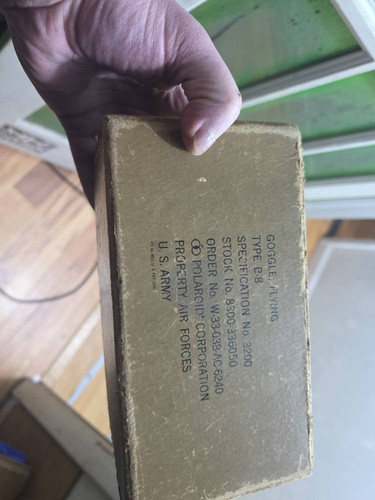 GOGGLE, FLYING
TYPE B-8
SPECIFICATION No. 3200
STOCK No. 8300-336050
ORDER No. W-33-038-AC-6240
POLAROID CORPORATION
PROPERTY AIR FORCES
U. S. ARMY